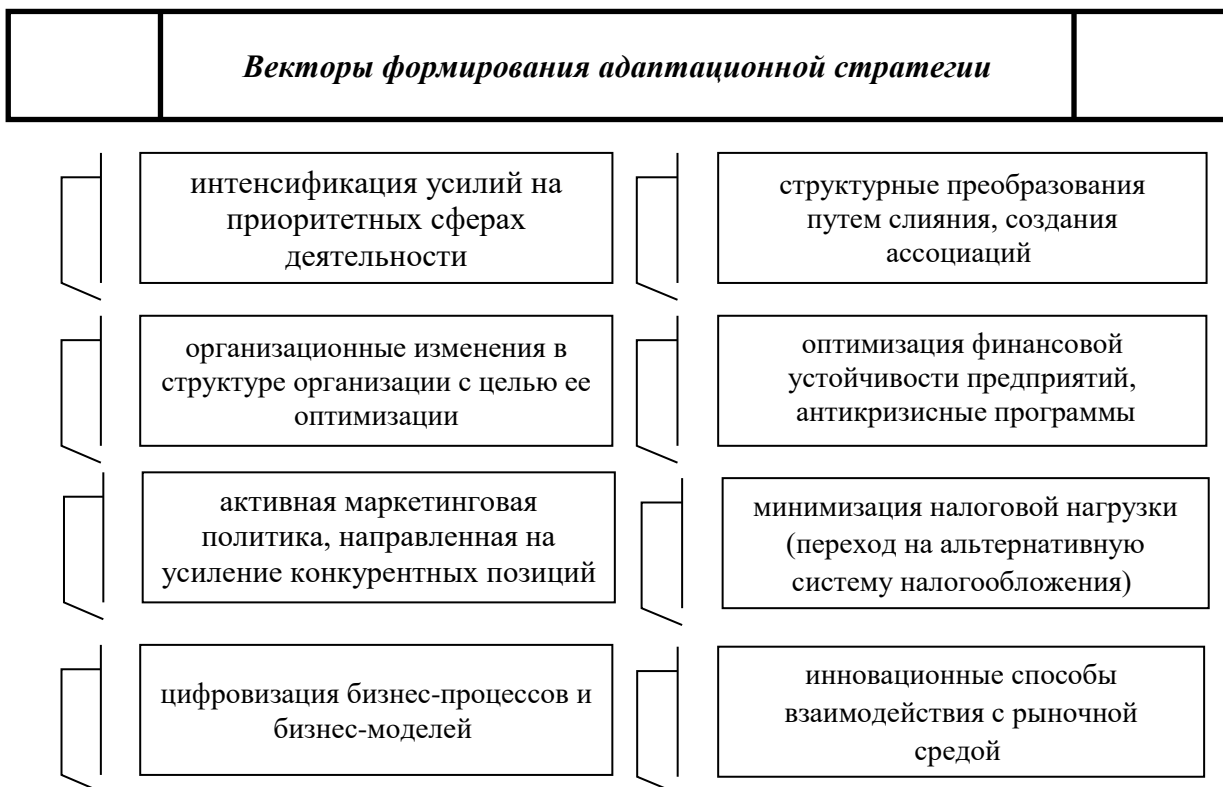 Векторы формирования адаптационной стратегии
интенсификация усилий на
приоритетных сферах
деятельности
структурные преобразования
путем слияния, создания
ассоциаций
организационные изменения в
структуре организации с целью ее
оптимизации
оптимизация финансовой
устойчивости предприятий,
антикризисные программы
активная маркетинговая
политика, направленная на
усиление конкурентных позиций
минимизация налоговой нагрузки
(переход на альтернативную
систему налогообложения)
цифровизация бизнес-процессов и
бизнес-моделей
инновационные способы
взаимодействия с рыночной
средой